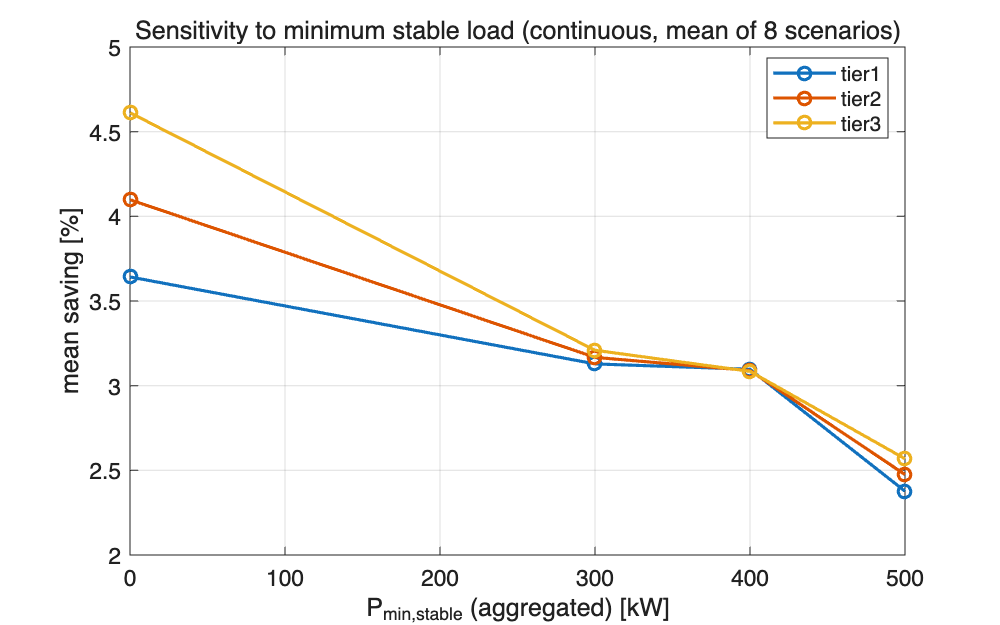 Sensitivity to minimum stable load (continuous, mean of 8 scenarios)
tier1
tier2
tier3
mean saving [%]
5
4.5
4
3.5
3
2.5
2
0
100
200
300
400
500
P_min,stable (aggregated) [kW]